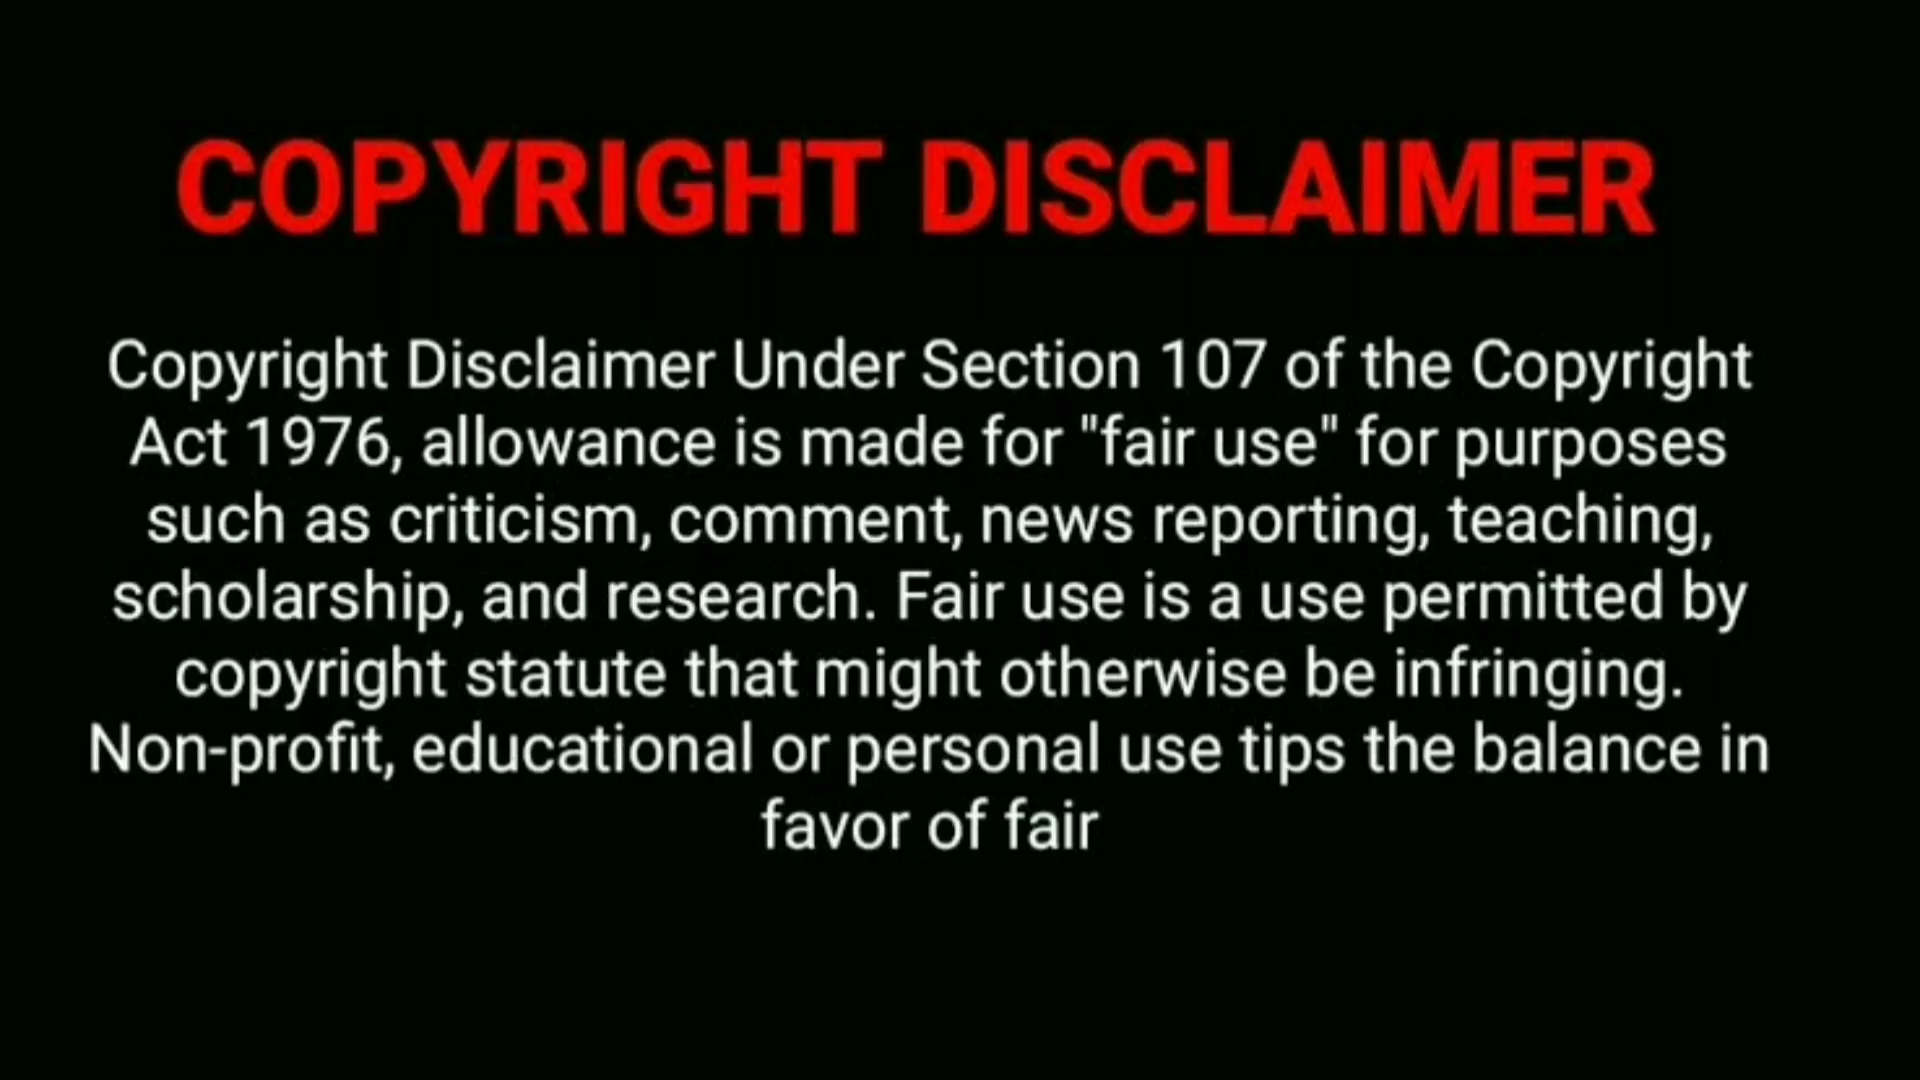 COPYRIGHT DISCLAIMER
Copyright Disclaimer Under Section 107 of the Copyright
Act 1976, allowance is made for "fair use" for purposes
such as criticism, comment, news reporting, teaching,
scholarship, and research. Fair use is a use permitted by
copyright statute that might otherwise be infringing.
Non-profit, educational or personal use tips the balance in
favor of fair